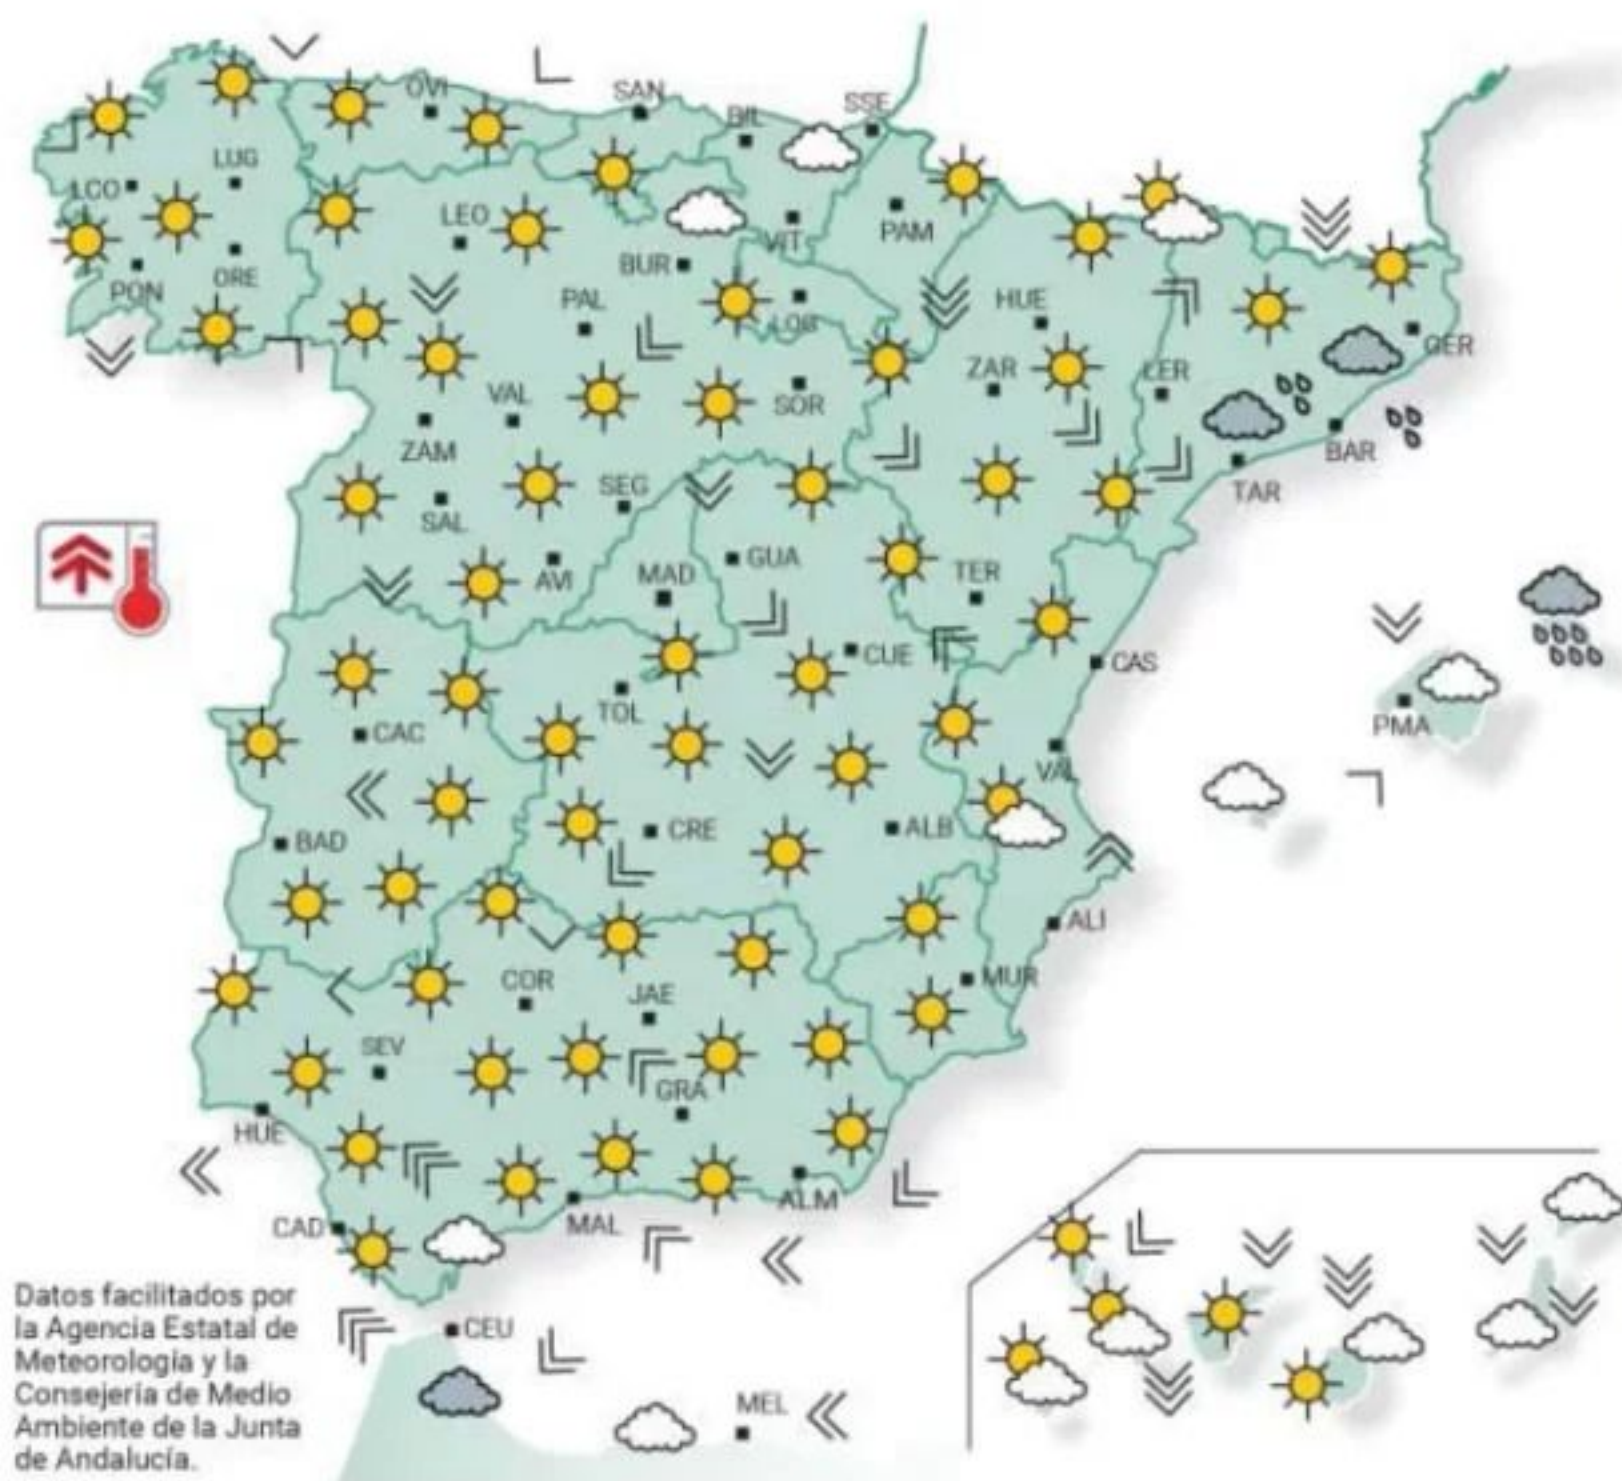 OVI
SAN
BIL
SSE
LUG
LCO
LEO
PAM
VIT
PON
ORE
BUR
PAL
LOG
HUE
GER
ZAR
LER
VAL
SOR
ZAM
BAR
SEG
TAR
SAL
AVI
MAD
GUA
TER
CUE
CAS
TOL
PMA
CAC
VAL
BAD
CRE
ALB
ALI
COR
MUR
JAE
SEV
GRA
HUE
ALM
CAD
MAL
CEU
MEL
Datos facilitados por
la Agencia Estatal de
Meteorología y la
Consejería de Medio
Ambiente de la Junta
de Andalucía.